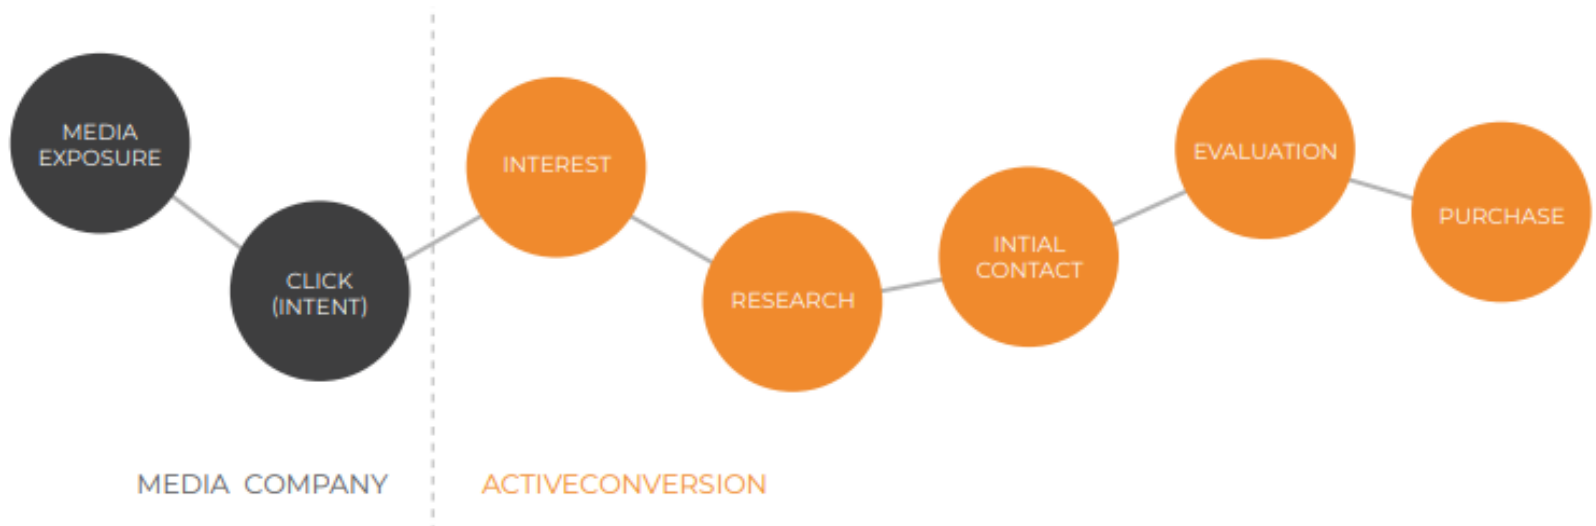 MEDIA
EXPOSURE
CLICK
(INTENT)
INTEREST
RESEARCH
INTIAL
CONTACT
EVALUATION
PURCHASE
MEDIA COMPANY
ACTIVECONVERSION